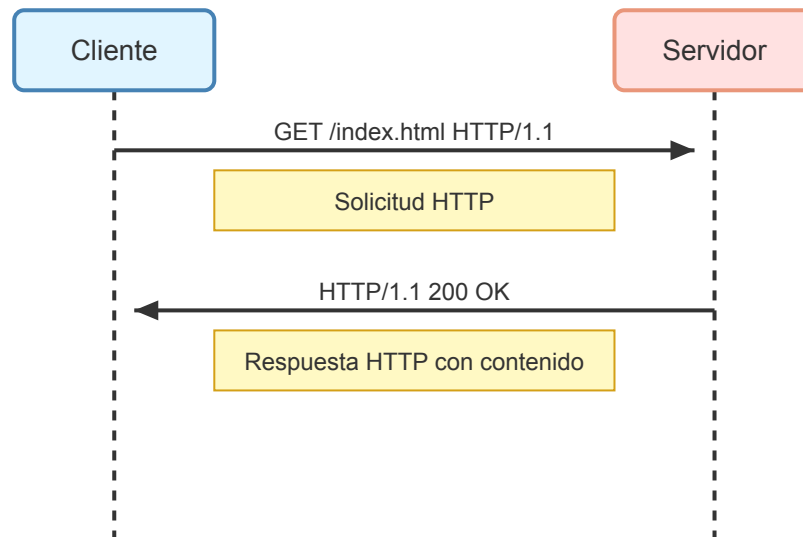 Cliente
Servidor
GET /index.html HTTP/1.1
Solicitud HTTP
HTTP/1.1 200 OK
Respuesta HTTP con contenido